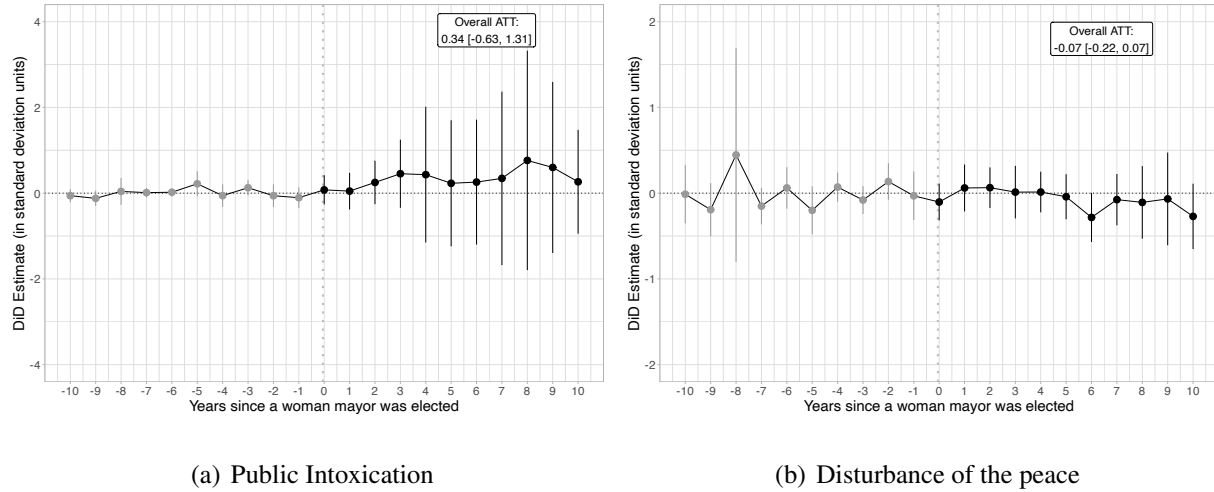 4
2
0
-2
-4
DiD Estimate (in standard deviation units)
Overall ATT:
0.34 [-0.63, 1.31]
-10 -9 -8 -7 -6 -5 -4 -3 -2 -1 0 1 2 3 4 5 6 7 8 9 10
Years since a woman mayor was elected
(a) Public Intoxication
2
1
0
-1
-2
DiD Estimate (in standard deviation units)
Overall ATT:
-0.07 [-0.22, 0.07]
-10 -9 -8 -7 -6 -5 -4 -3 -2 -1 0 1 2 3 4 5 6 7 8 9 10
Years since a woman mayor was elected
(b) Disturbance of the peace